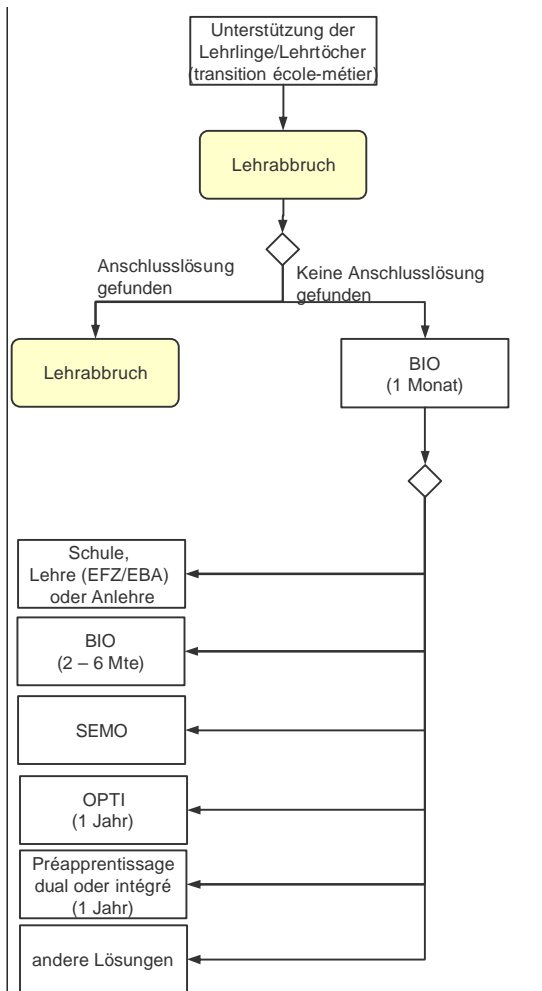 Unterstützung der
Lehrlinge/Lehrtöcher
(transition école-métier)
Lehrabbruch
Anschlusslösung
gefunden
Keine Anschlusslösung
gefunden
Lehrabbruch
BIO
(1 Monat)
Schule,
Lehre (EFZ/EBA)
oder Anlehre
BIO
(2 – 6 Mte)
SEMO
OPTI
(1 Jahr)
Préapprentissage
dual oder intégré
(1 Jahr)
andere Lösungen